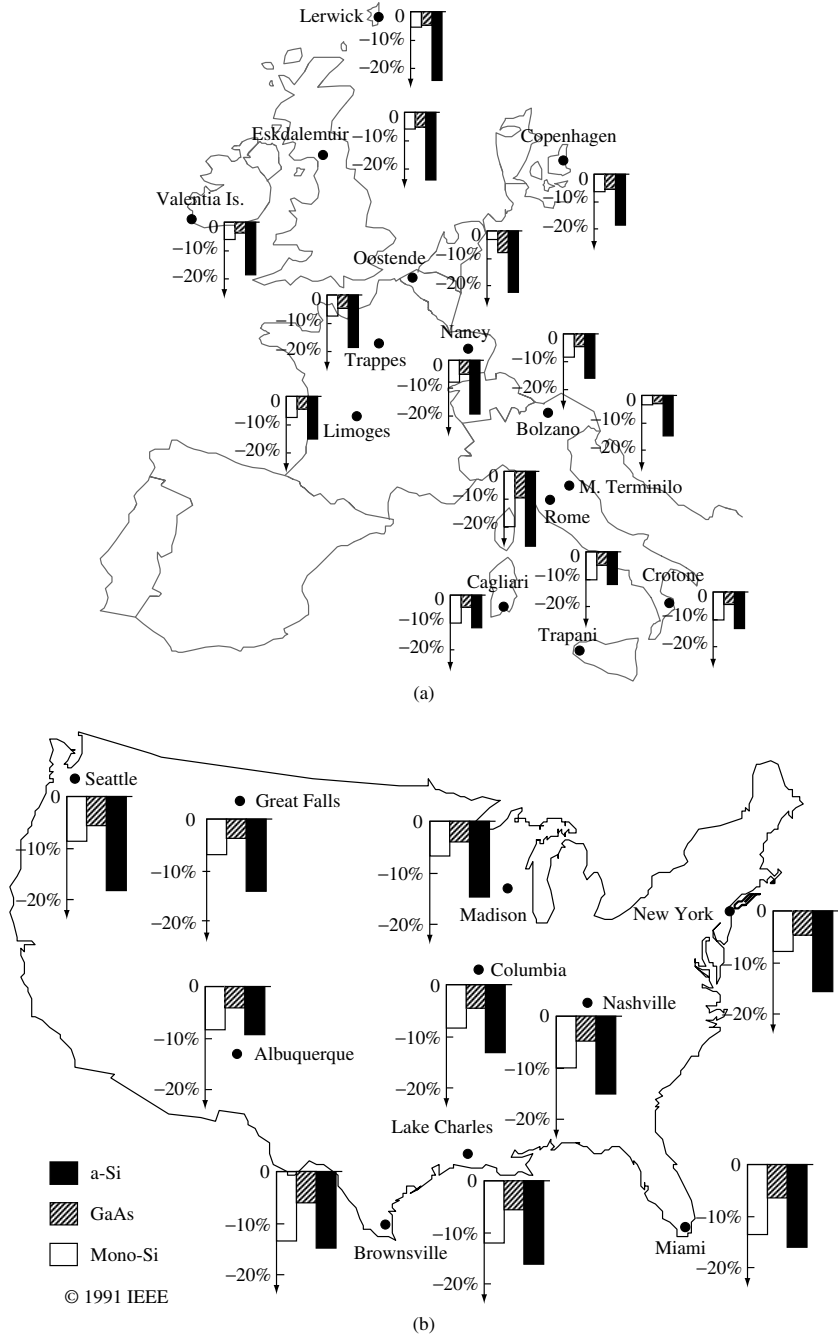 Lerwick
0
−10%
−20%
Eskdalemuir
0
−10%
−20%
Copenhagen
0
−10%
−20%
Valentia Is.
0
−10%
−20%
Oostende
0
−10%
−20%
Trappes
0
−10%
−20%
Nancy
0
−10%
−20%
0
−10%
−20%
Bolzano
Limoges
0
−10%
−20%
0
−10%
−20%
M. Terminilo
Rome
0
−10%
−20%
Cagliari
0
−10%
−20%
Trapani
0
−10%
−20%
Crotone
0
−10%
−20%
(a)
Seattle
0
−10%
−20%
Great Falls
0
−10%
−20%
Madison
0
−10%
−20%
New York
0
−10%
−20%
Albuquerque
0
−10%
−20%
Columbia
0
−10%
−20%
Nashville
0
−10%
−20%
Lake Charles
0
−10%
−20%
Brownsville
0
−10%
−20%
Miami
0
−10%
−20%
a-Si
GaAs
Mono-Si
© 1991 IEEE
(b)